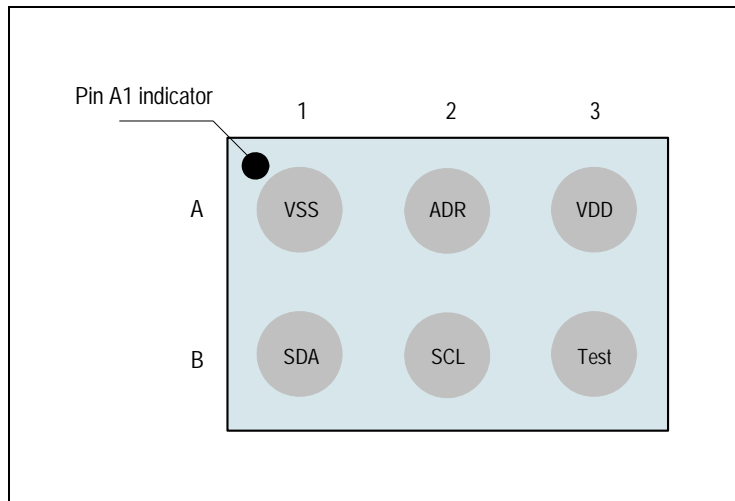 Pin A1 indicator
1 2 3
A VSS ADR VDD
B SDA SCL Test